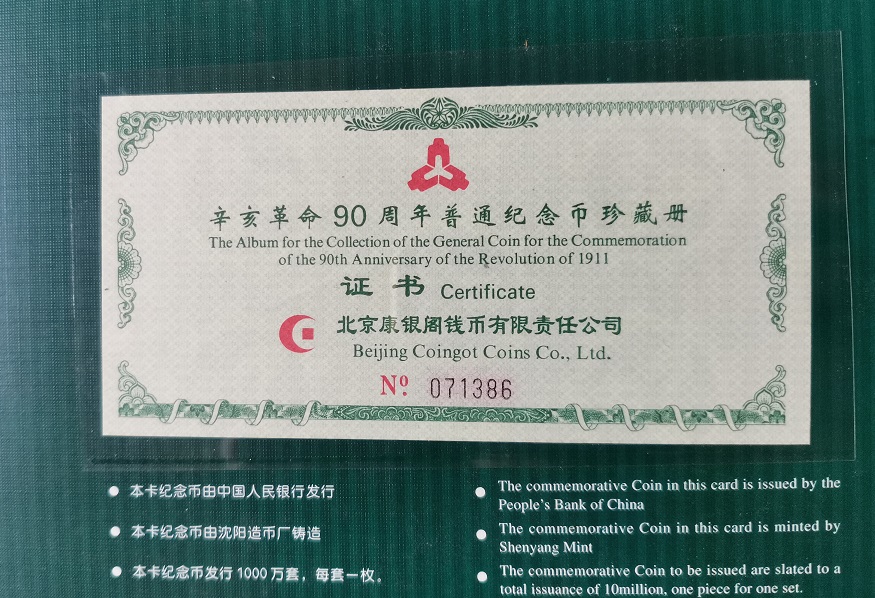 辛亥革命90周年普通纪念币珍藏册
The Album for the Collection of the General Coin for the Commemoration
of the 90th Anniversary of the Revolution of 1911
证书 Certificate
北京康银阁钱币有限责任公司
Beijing Coingot Coins Co., Ltd.
Nº 071386
● 本卡纪念币由中国人民银行发行
● 本卡纪念币由沈阳造币厂铸造
● 本卡纪念币发行1000万套，每套一枚。
● The commemorative Coin in this card is issued by the
People's Bank of China
● The commemorative Coin in this card is minted by
Shenyang Mint
● The commemorative Coin to be issued are slated to a
total issuance of 10million, one piece for one set.